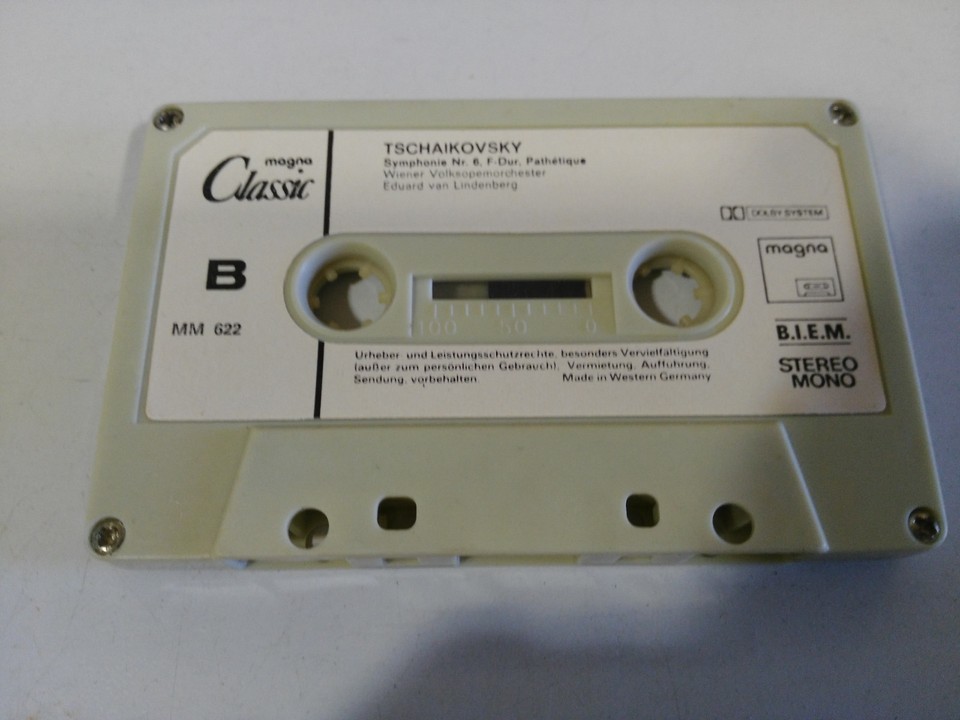 magna
Classic
TSCHAIKOVSKY
Symphonie Nr. 6, F-Dur, Pathétique
Wiener Volksopernorchester
Eduard van Lindenberg
DOLBY SYSTEM
magna
B
MM 622
100 50 0
B.I.E.M.
STEREO
MONO
Urheber- und Leistungsschutzrechte, besonders Vervielfältigung
(außer zum persönlichen Gebrauch), Vermietung, Aufführung,
Sendung, vorbehalten. Made in Western Germany